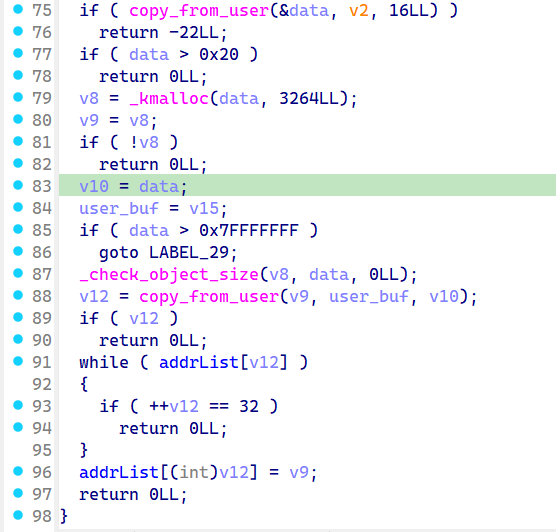 75 if ( copy_from_user(&data, v2, 16LL) )
76 return -22LL;
77 if ( data > 0x20 )
78 return 0LL;
79 v8 = _kmalloc(data, 3264LL);
80 v9 = v8;
81 if ( !v8 )
82 return 0LL;
83 v10 = data;
84 user_buf = v15;
85 if ( data > 0x7FFFFFFF )
86 goto LABEL_29;
87 _check_object_size(v8, data, 0LL);
88 v12 = copy_from_user(v9, user_buf, v10);
89 if ( v12 )
90 return 0LL;
91 while ( addrList[v12] )
92 {
93 if ( ++v12 == 32 )
94 return 0LL;
95 }
96 addrList[(int)v12] = v9;
97 return 0LL;
98 }